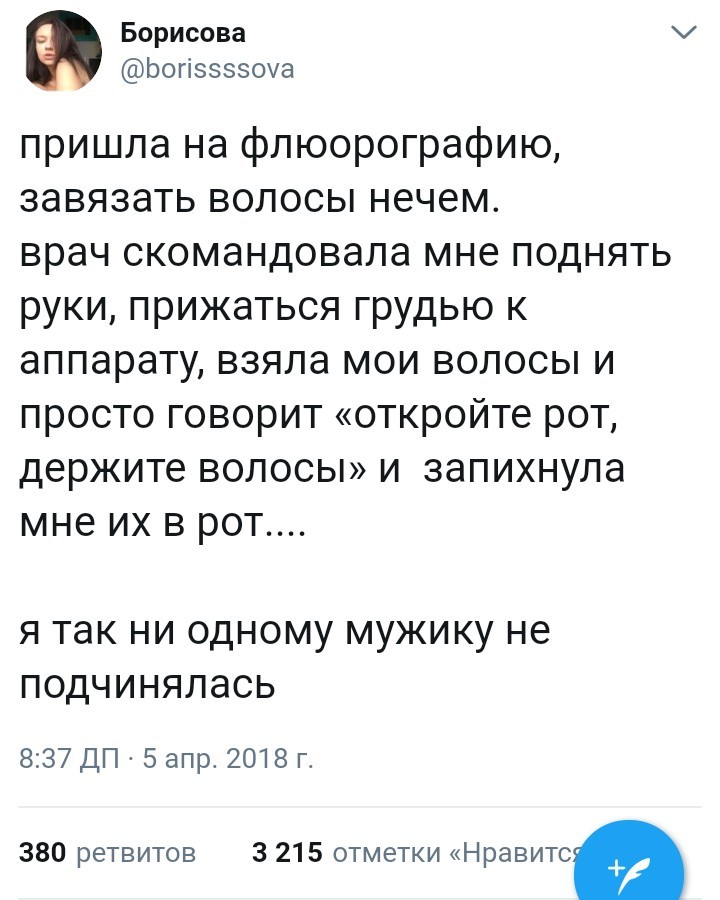 Борисова
@borissssova
пришла на флюорографию,
завязать волосы нечем.
врач скомандовала мне поднять
руки, прижаться грудью к
аппарату, взяла мои волосы и
просто говорит «откройте рот,
держите волосы» и  запихнула
мне их в рот....
я так ни одному мужику не
подчинялась
8:37 ДП · 5 апр. 2018 г.
380 ретвитов 3 215 отметки «Нравится